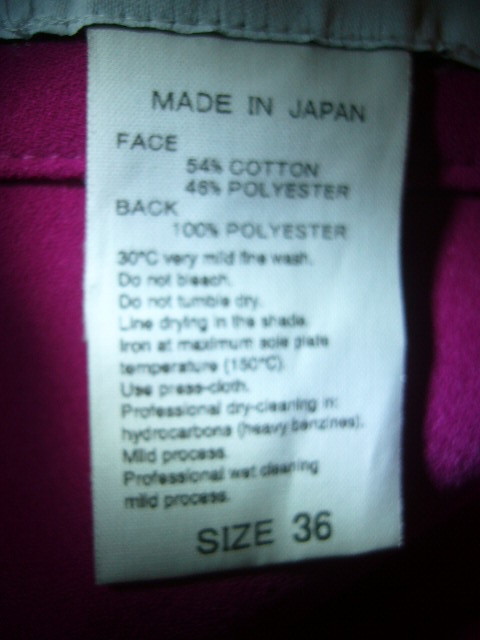 MADE IN JAPAN
FACE
54% COTTON
46% POLYESTER
BACK
100% POLYESTER
30°C very mild fine wash.
Do not bleach.
Do not tumble dry.
Line drying in the shade.
Iron at maximum sole plate
temperature (150°C).
Use press-cloth.
Professional dry-cleaning in:
hydrocarbons (heavy benzines).
Mild process.
Professional wet cleaning
mild process.
SIZE 36